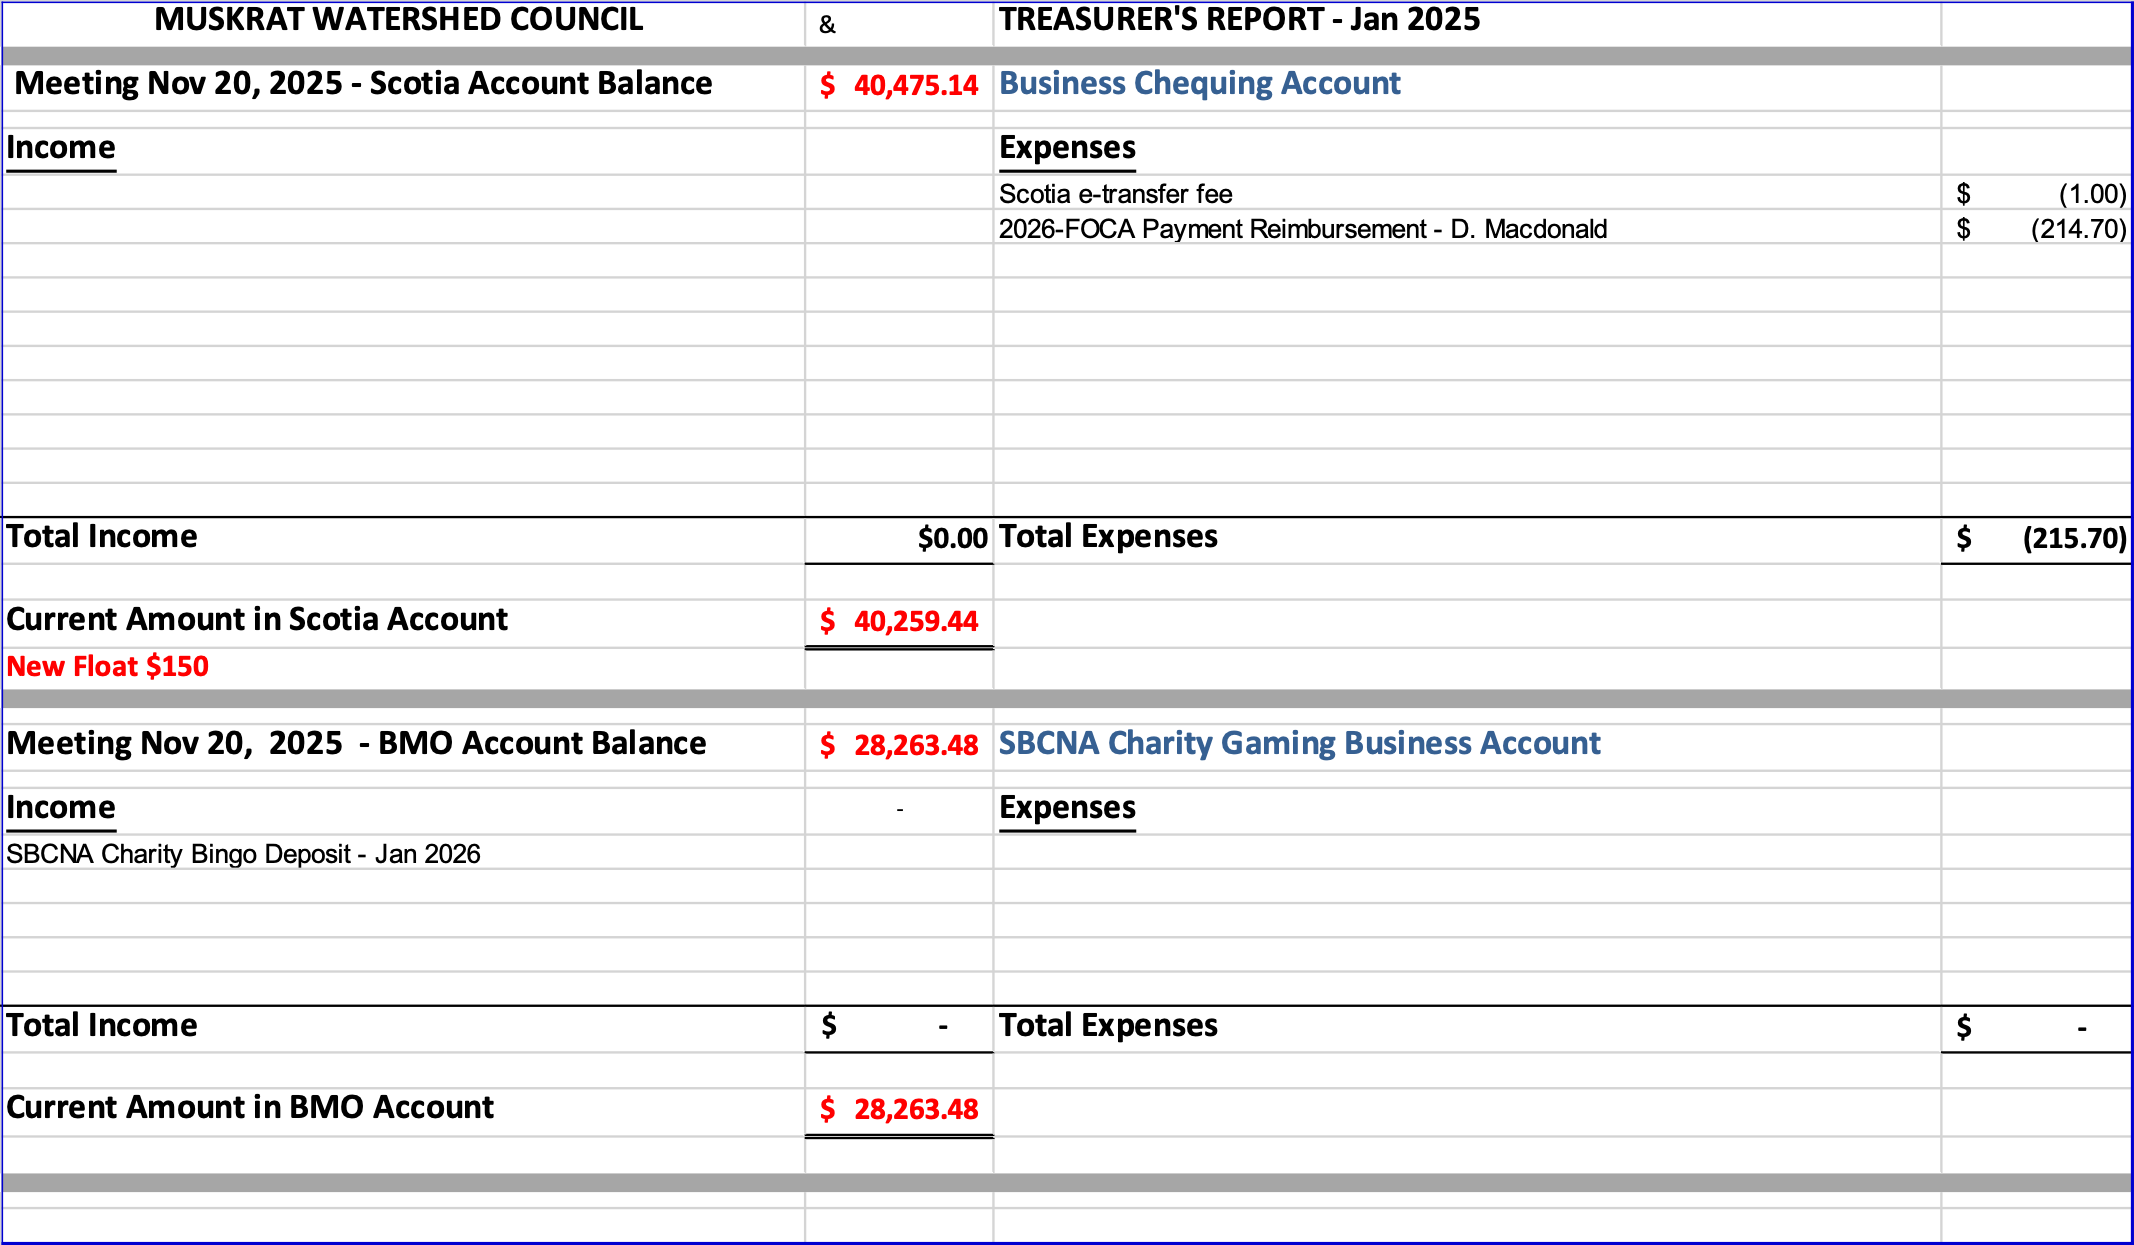 MUSKRAT WATERSHED COUNCIL & TREASURER'S REPORT - Jan 2025
Meeting Nov 20, 2025 - Scotia Account Balance $ 40,475.14 Business Chequing Account
Income Expenses
Scotia e-transfer fee $ (1.00)
2026-FOCA Payment Reimbursement - D. Macdonald $ (214.70)
Total Income $0.00 Total Expenses $ (215.70)
Current Amount in Scotia Account $ 40,259.44
New Float $150
Meeting Nov 20, 2025 - BMO Account Balance $ 28,263.48 SBCNA Charity Gaming Business Account
Income - Expenses
SBCNA Charity Bingo Deposit - Jan 2026
Total Income $ - Total Expenses $ -
Current Amount in BMO Account $ 28,263.48